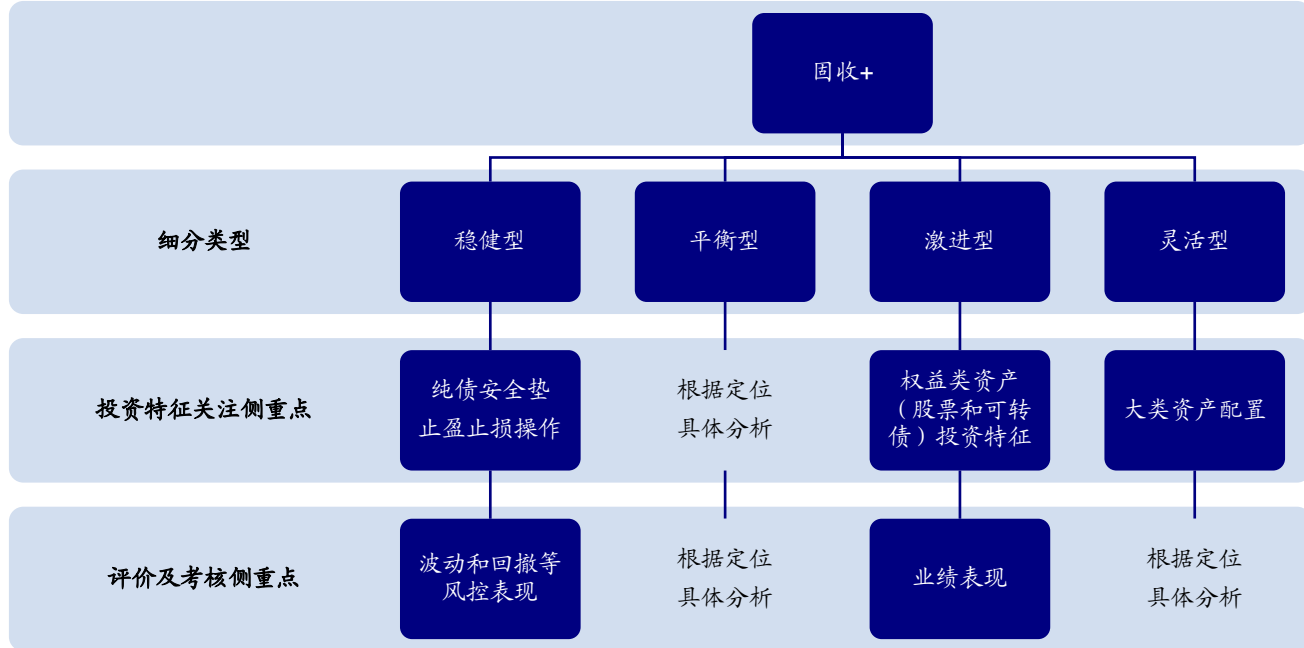 固收+
细分类型
稳健型
平衡型
激进型
灵活型
投资特征关注侧重点
纯债安全垫
止盈止损操作
根据定位
具体分析
权益类资产
（股票和可转
债）投资特征
大类资产配置
评价及考核侧重点
波动和回撤等
风控表现
根据定位
具体分析
业绩表现
根据定位
具体分析